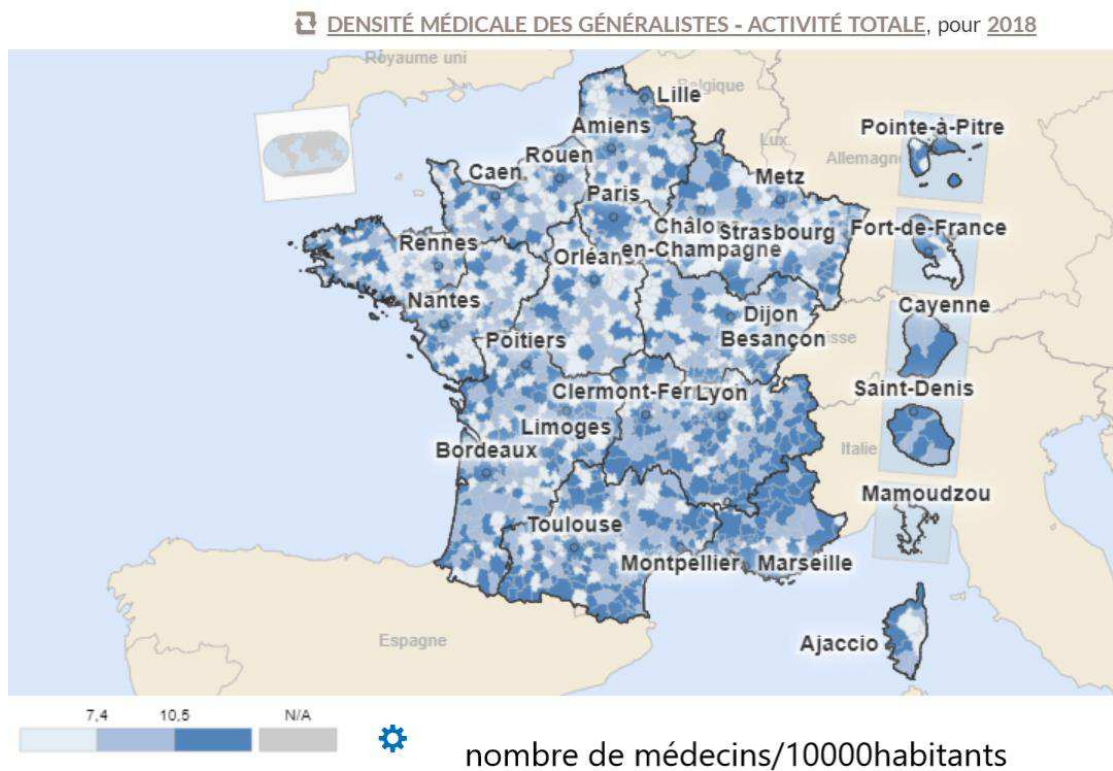 DENSITÉ MÉDICALE DES GÉNÉRALISTES - ACTIVITÉ TOTALE, pour 2018
Royaume uni
Belgique
Lille
Amiens
Pointe-à-Pitre
Lux.
Allemagne
Rouen
Caen
Metz
Paris
Châlons-en-Champagne
Strasbourg
Fort-de-France
Rennes
Orléans
Cayenne
Nantes
Dijon
Poitiers
Besançon
Suisse
Saint-Denis
Clermont-Fer
Lyon
Limoges
Bordeaux
Italie
Mamoudzou
Toulouse
Montpellier
Marseille
Espagne
Ajaccio
7,4 10,5 N/A
nombre de médecins/10000habitants